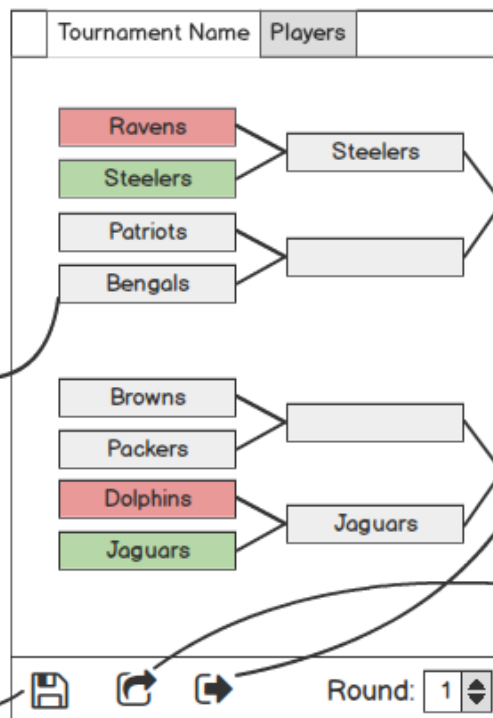 Tournament Name Players
Ravens
Steelers
Steelers
Patriots
Bengals
Browns
Packers
Dolphins
Jaguars
Jaguars
Round: 1